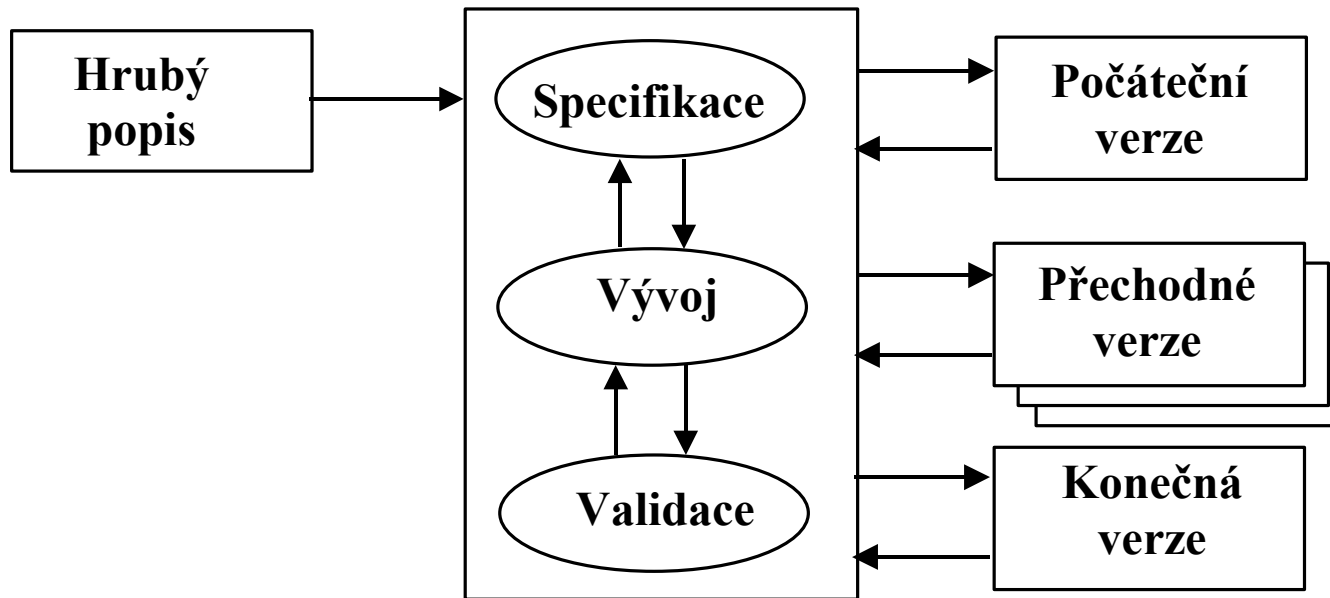 Hrubý
popis
Specifikace
Vývoj
Validace
Počáteční
verze
Přechodné
verze
Konečná
verze